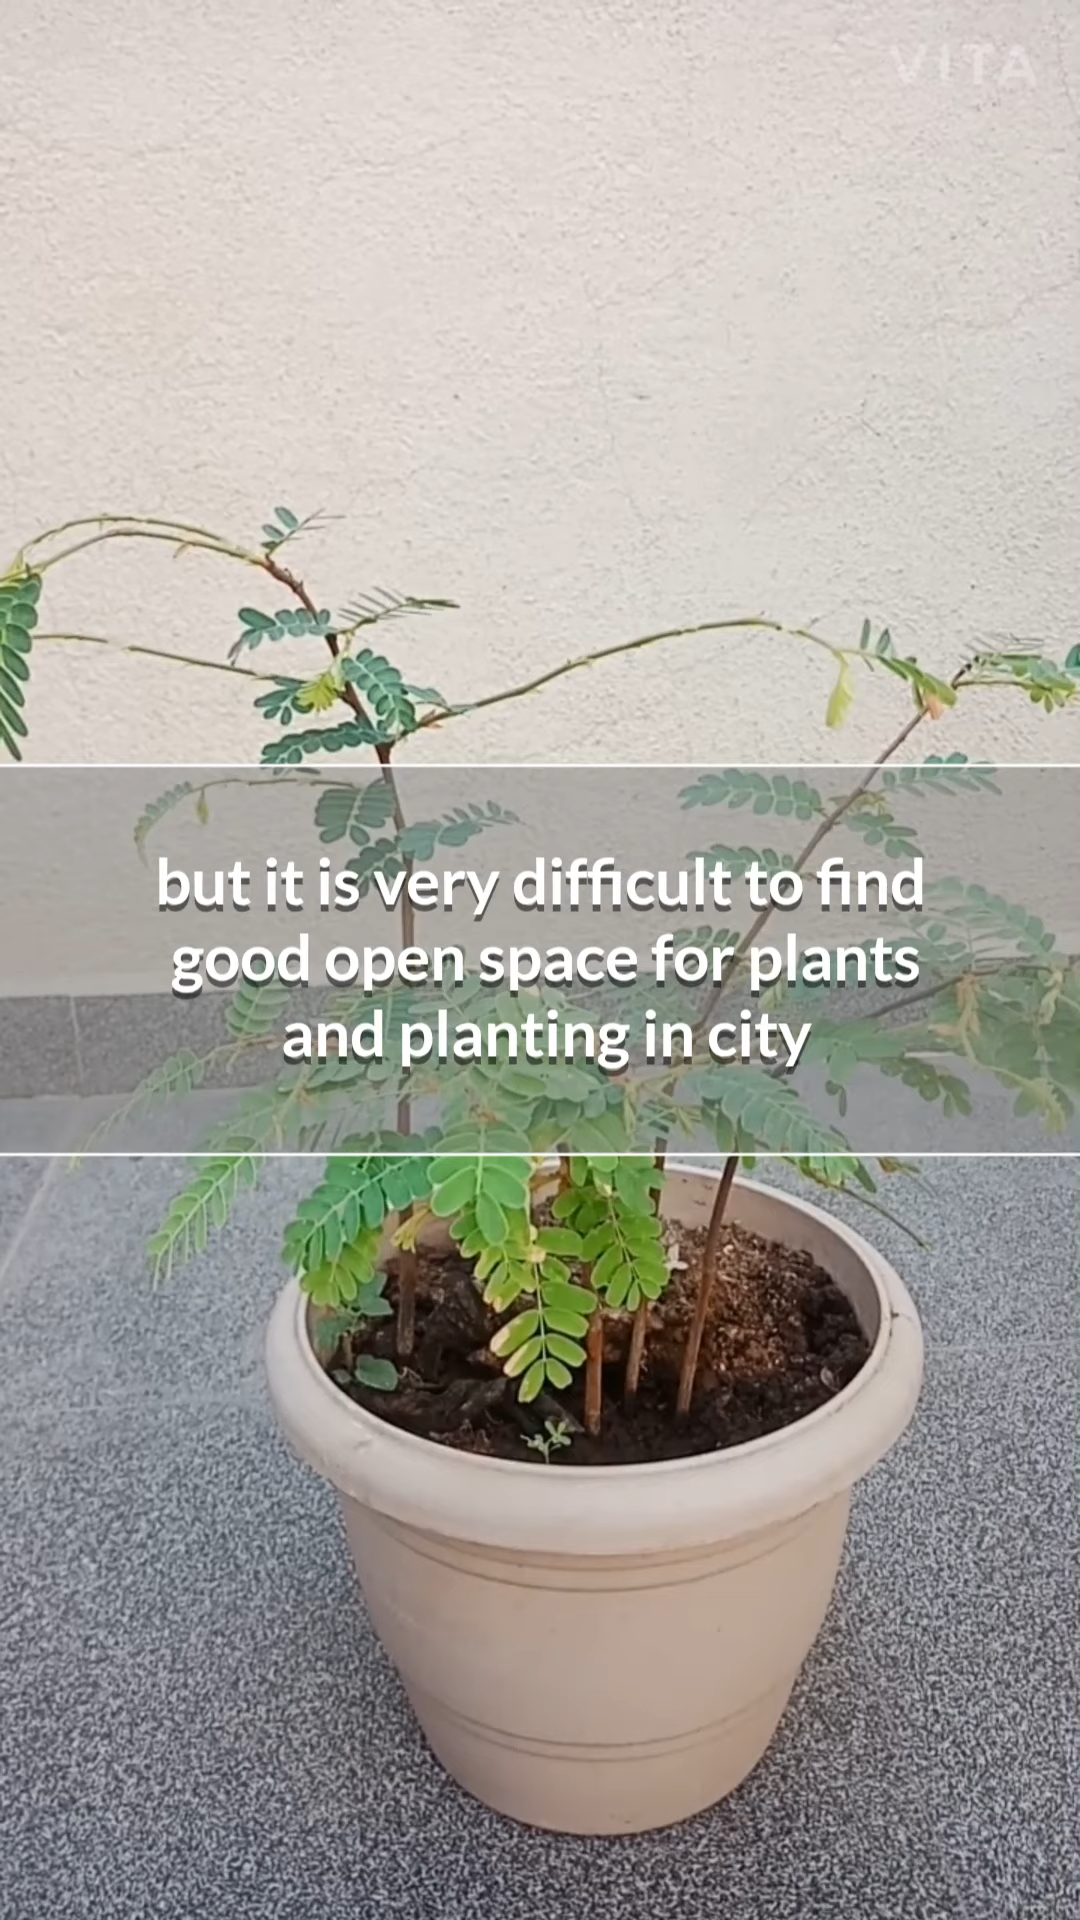 VITA
but it is very difficult to find
good open space for plants
and planting in city